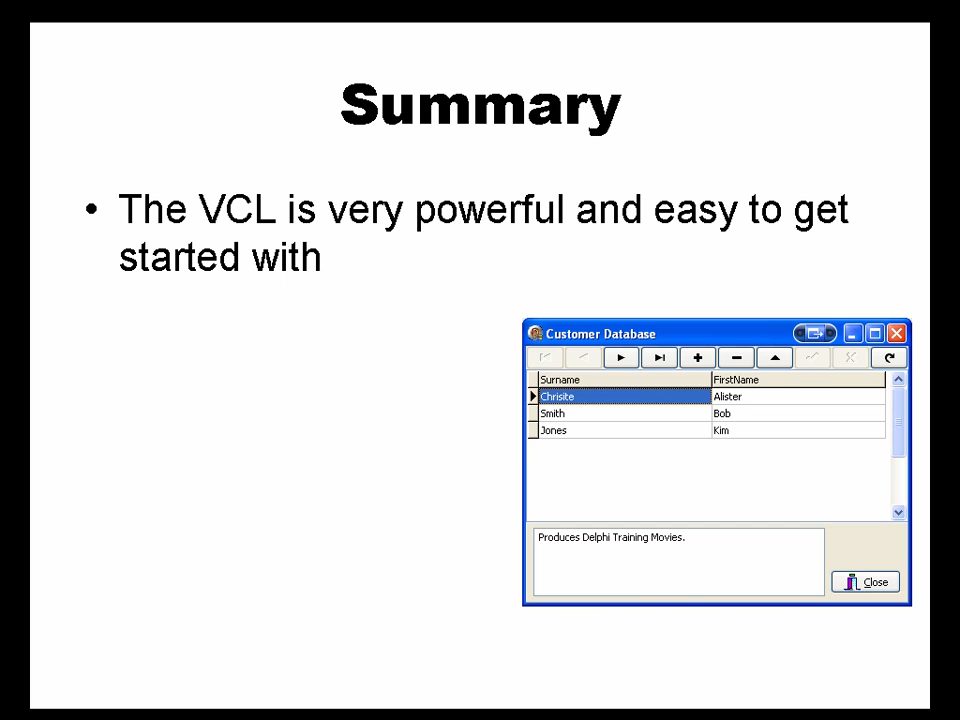 Summary
• The VCL is very powerful and easy to get
started with
Customer Database
Surname FirstName
Chrisite Alister
Smith Bob
Jones Kim
Produces Delphi Training Movies.
Close